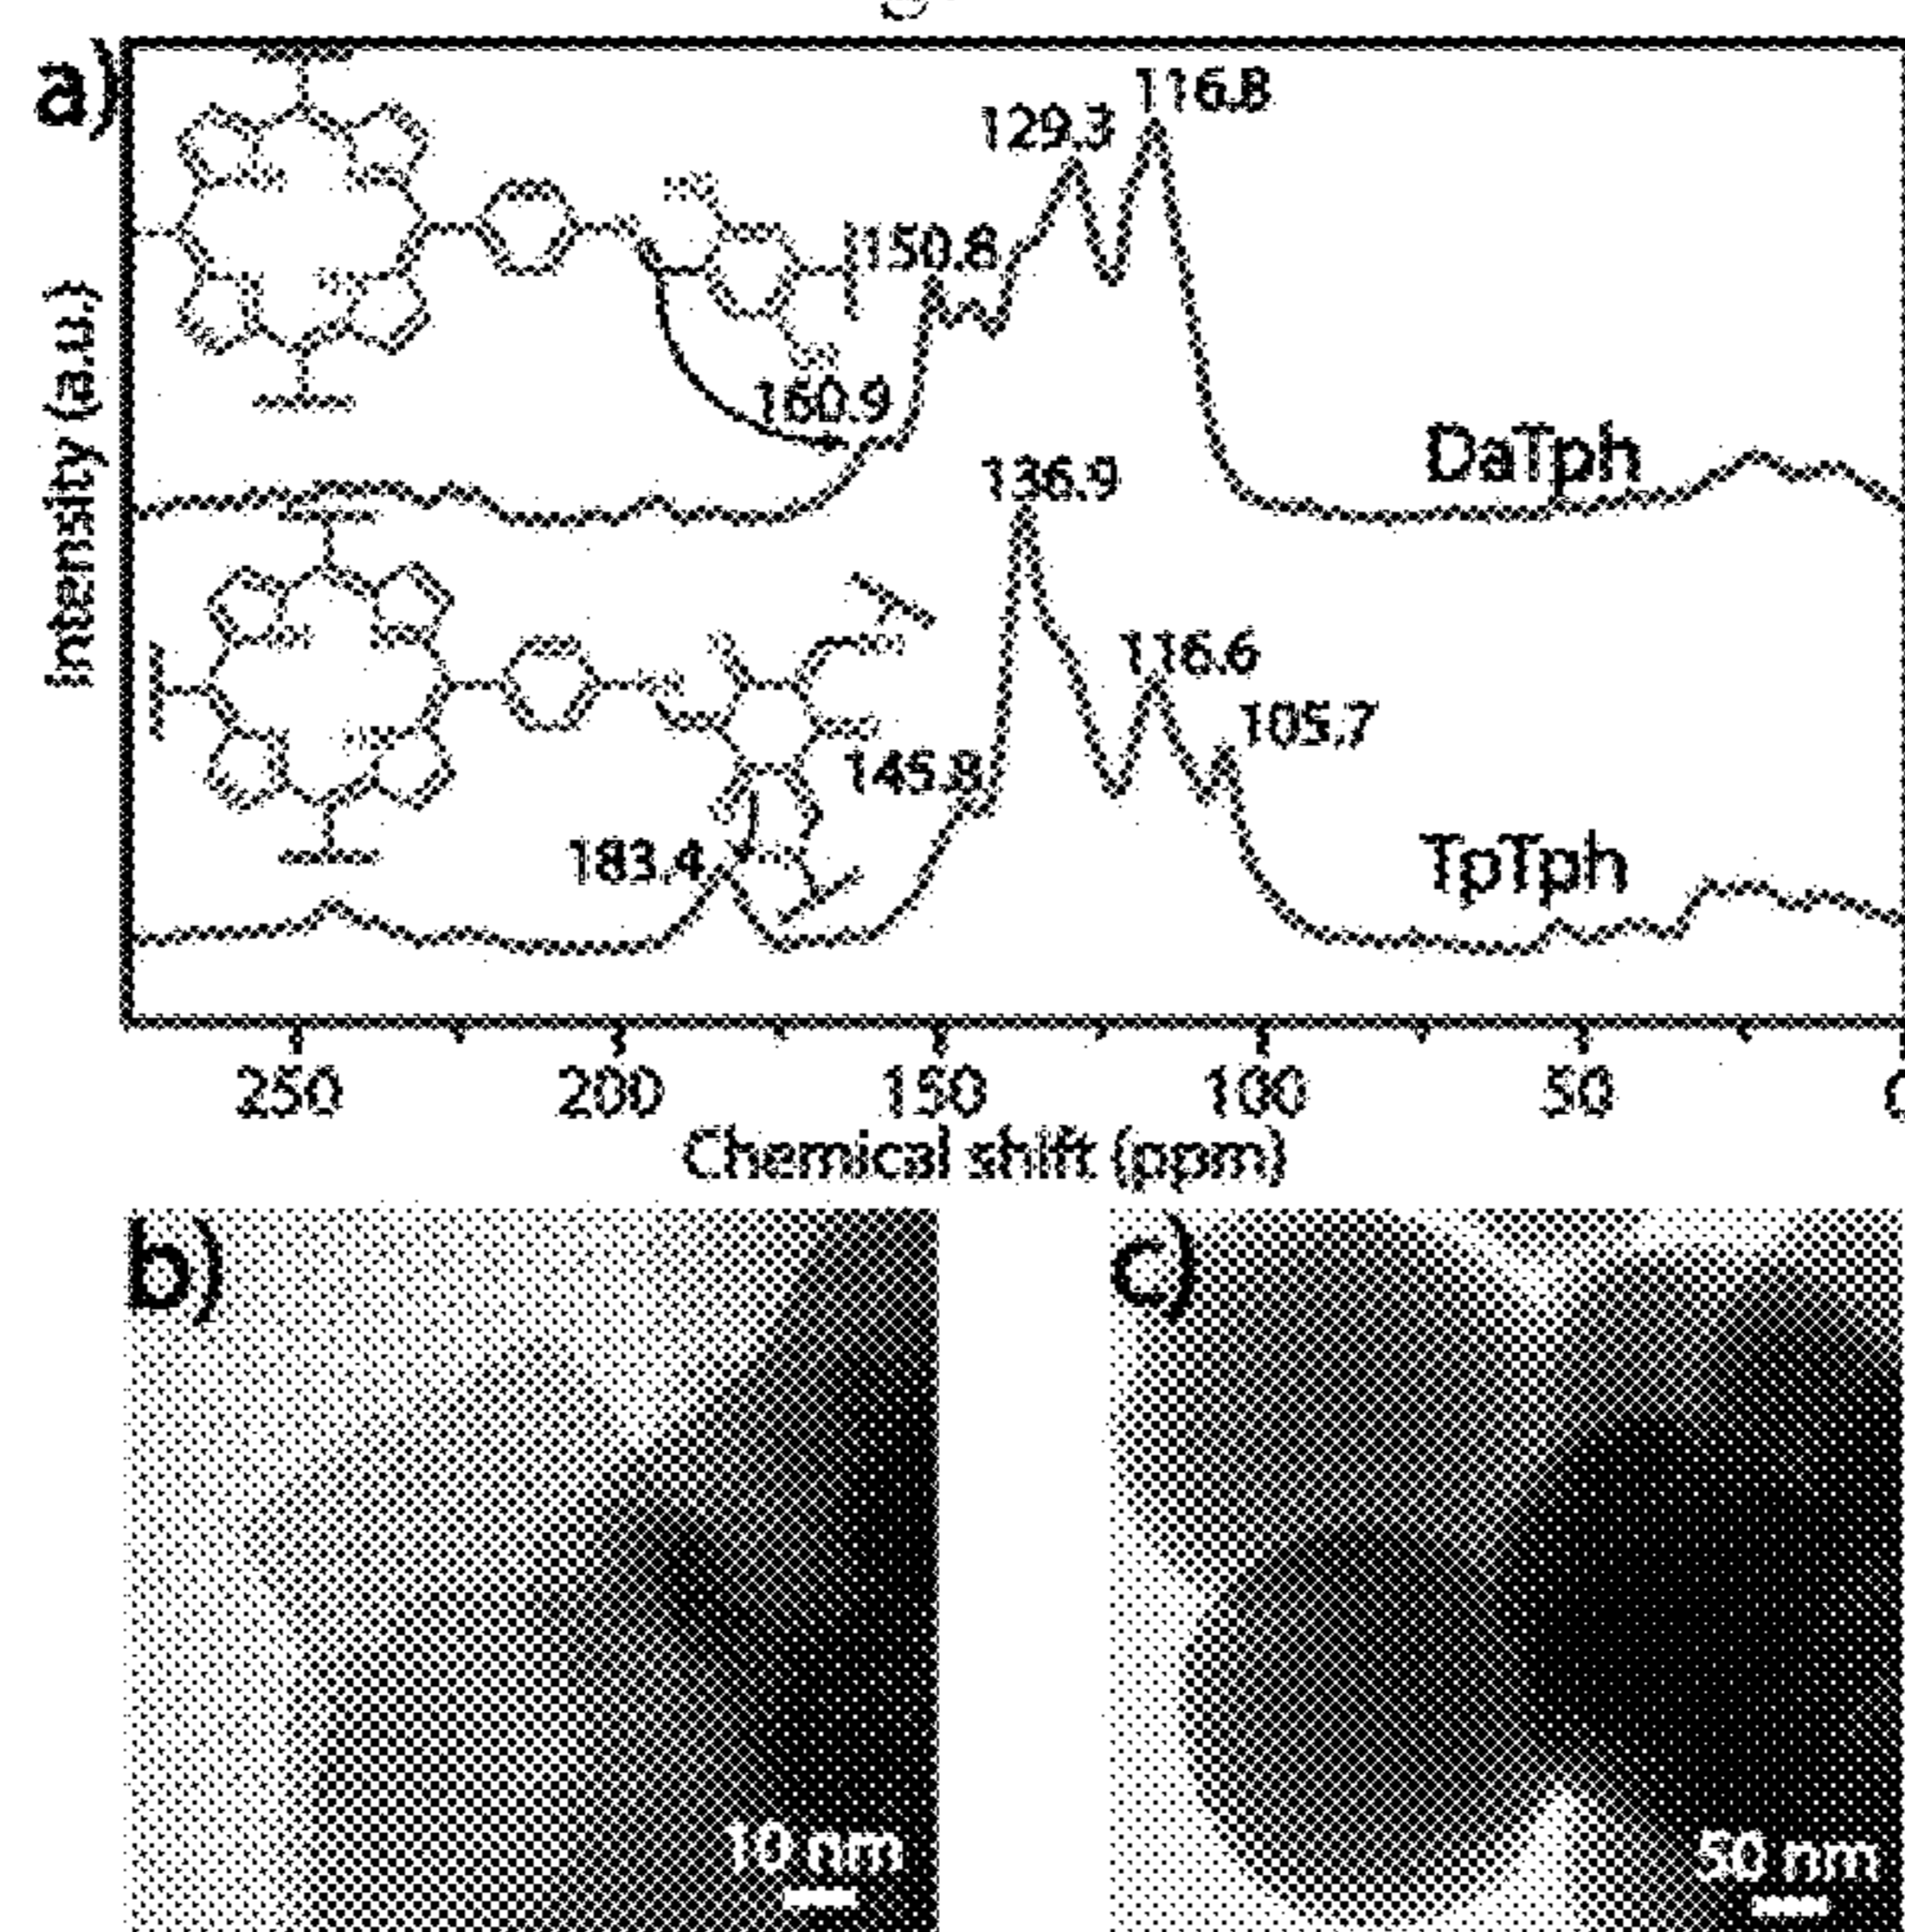 a)
Intensity (a.u.)
116.8
129.3
150.8
160.9
DaTph
136.9
116.6
105.7
145.8
183.4
TpTph
250 200 150 100 50
Chemical shift (ppm)
b)
c)
10 nm
50 nm